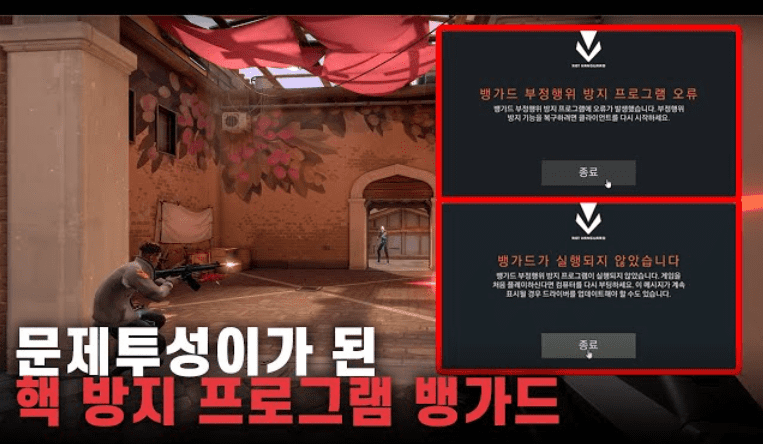 RIOT VANGUARD
뱅가드 부정행위 방지 프로그램 오류
뱅가드 부정행위 방지 프로그램에 오류가 발생했습니다. 부정행위
방지 기능을 복구하려면 클라이언트를 다시 시작하세요.
종료
RIOT VANGUARD
뱅가드가 실행되지 않았습니다
뱅가드 부정행위 방지 프로그램이 실행되지 않았습니다. 게임을
처음 플레이하신다면 컴퓨터를 다시 부팅하세요. 이 메시지가 계속
표시될 경우 드라이버를 업데이트해야 할 수도 있습니다.
종료
문제투성이가 된
핵 방지 프로그램 뱅가드